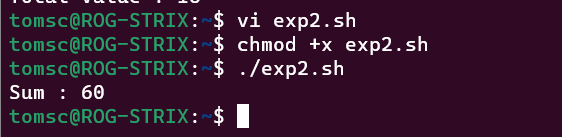 tomsc@ROG-STRIX:~$ vi exp2.sh
tomsc@ROG-STRIX:~$ chmod +x exp2.sh
tomsc@ROG-STRIX:~$ ./exp2.sh
Sum : 60
tomsc@ROG-STRIX:~$